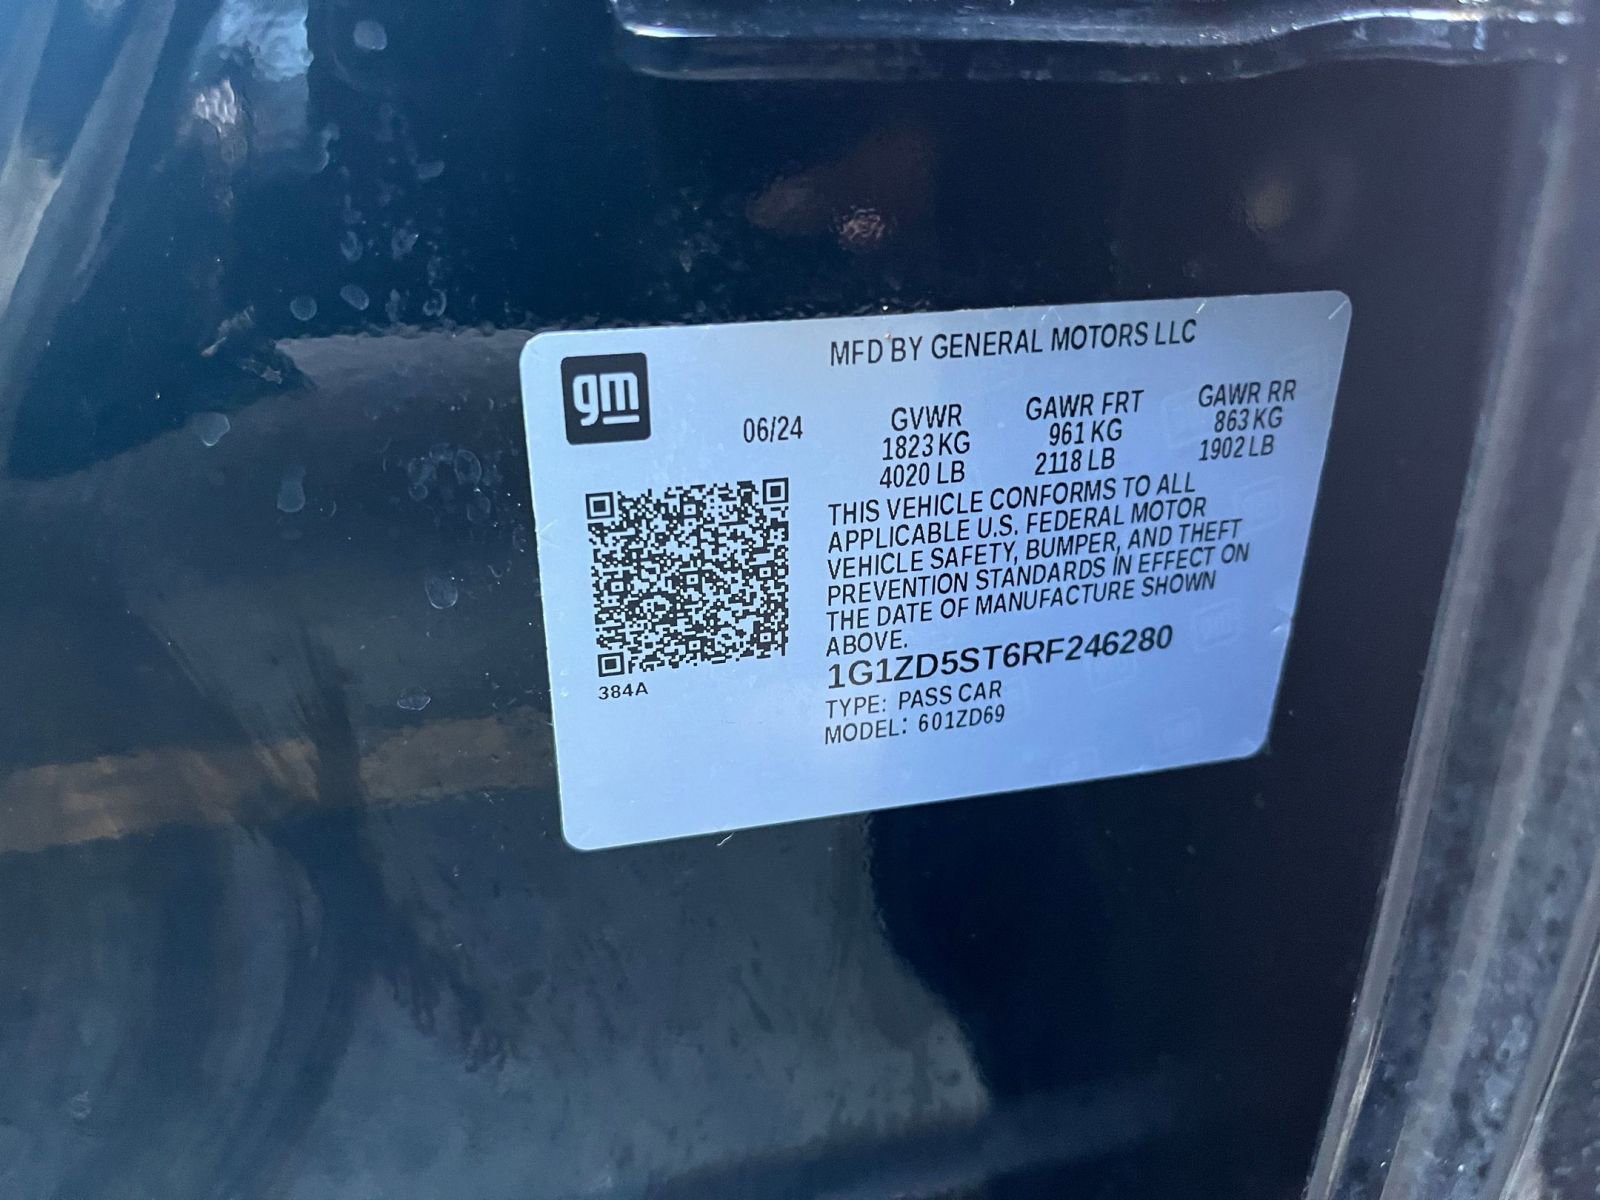 gm
MFD BY GENERAL MOTORS LLC
06/24
GVWR GAWR FRT GAWR RR
1823 KG 961 KG 863 KG
4020 LB 2118 LB 1902 LB
THIS VEHICLE CONFORMS TO ALL
APPLICABLE U.S. FEDERAL MOTOR
VEHICLE SAFETY, BUMPER, AND THEFT
PREVENTION STANDARDS IN EFFECT ON
THE DATE OF MANUFACTURE SHOWN
ABOVE.
1G1ZD5ST6RF246280
TYPE: PASS CAR
MODEL: 601ZD69
384A